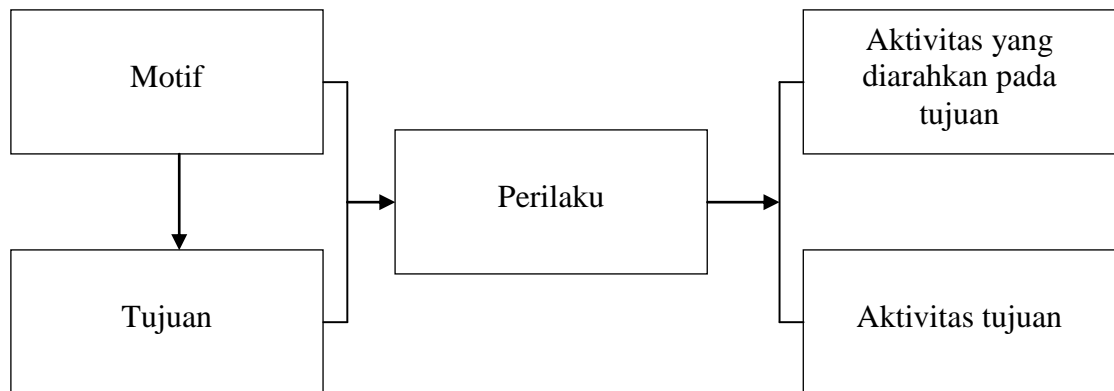 Motif
Tujuan
Perilaku
Aktivitas yang
diarahkan pada
tujuan
Aktivitas tujuan